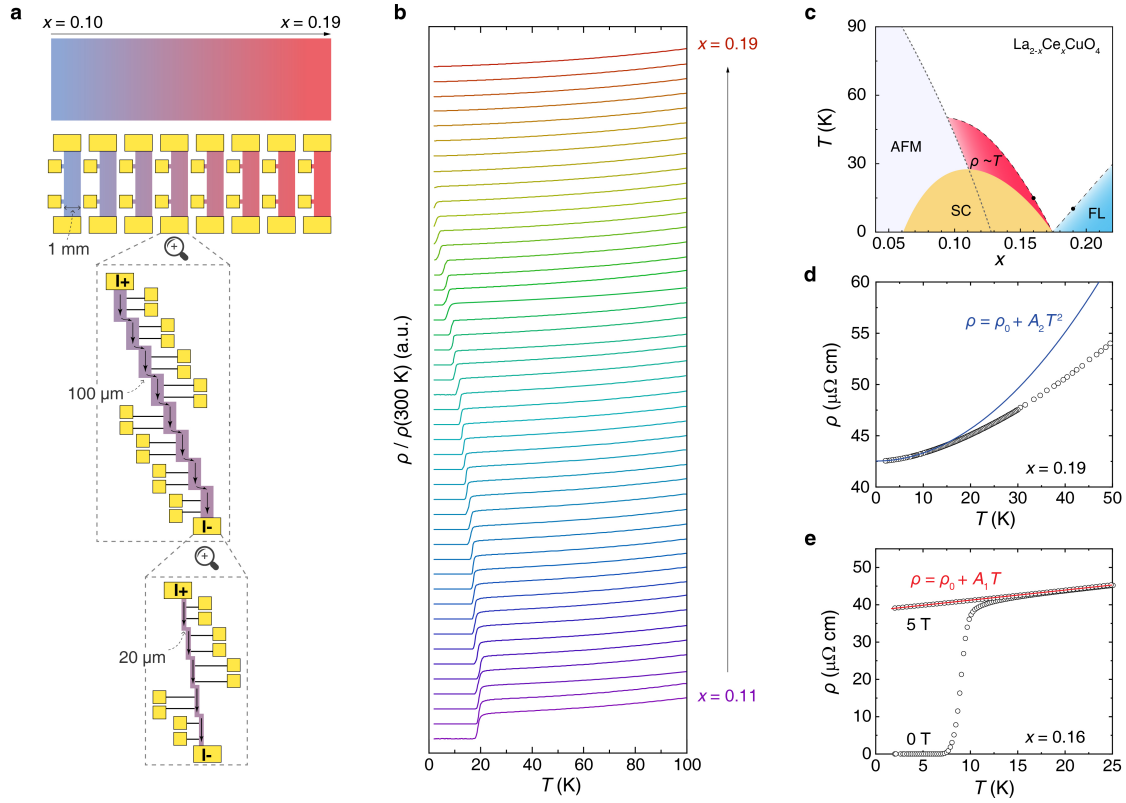 a
x = 0.10
x = 0.19
1 mm
I+
100 µm
I-
I+
20 µm
I-
b
x = 0.19
x = 0.11
ρ / ρ(300 K) (a.u.)
0
20
40
60
80
100
T (K)
c
La2-xCexCuO4
AFM
ρ ~T
SC
FL
90
60
30
0
T (K)
0.04
0.10
0.16
0.22
x
d
ρ = ρ0 + A2T2
x = 0.19
60
55
50
45
40
ρ (µΩ cm)
0
10
20
30
40
50
T (K)
e
ρ = ρ0 + A1T
5 T
0 T
x = 0.16
50
40
30
20
10
0
ρ (µΩ cm)
0
5
10
15
20
25
T (K)